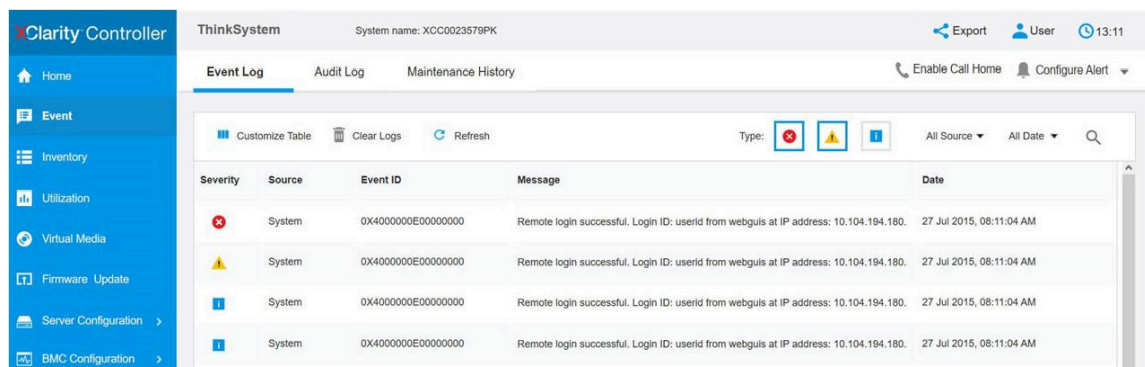 XClarity Controller
ThinkSystem
System name: XCC0023579PK
Export
User
13:11
Home
Event
Inventory
Utilization
Virtual Media
Firmware Update
Server Configuration >
BMC Configuration >
Event Log
Audit Log
Maintenance History
Enable Call Home
Configure Alert
Customize Table
Clear Logs
Refresh
Type:
All Source
All Date
Severity Source Event ID Message Date
System 0X4000000E00000000 Remote login successful. Login ID: userid from webguis at IP address: 10.104.194.180. 27 Jul 2015, 08:11:04 AM
System 0X4000000E00000000 Remote login successful. Login ID: userid from webguis at IP address: 10.104.194.180. 27 Jul 2015, 08:11:04 AM
System 0X4000000E00000000 Remote login successful. Login ID: userid from webguis at IP address: 10.104.194.180. 27 Jul 2015, 08:11:04 AM
System 0X4000000E00000000 Remote login successful. Login ID: userid from webguis at IP address: 10.104.194.180. 27 Jul 2015, 08:11:04 AM